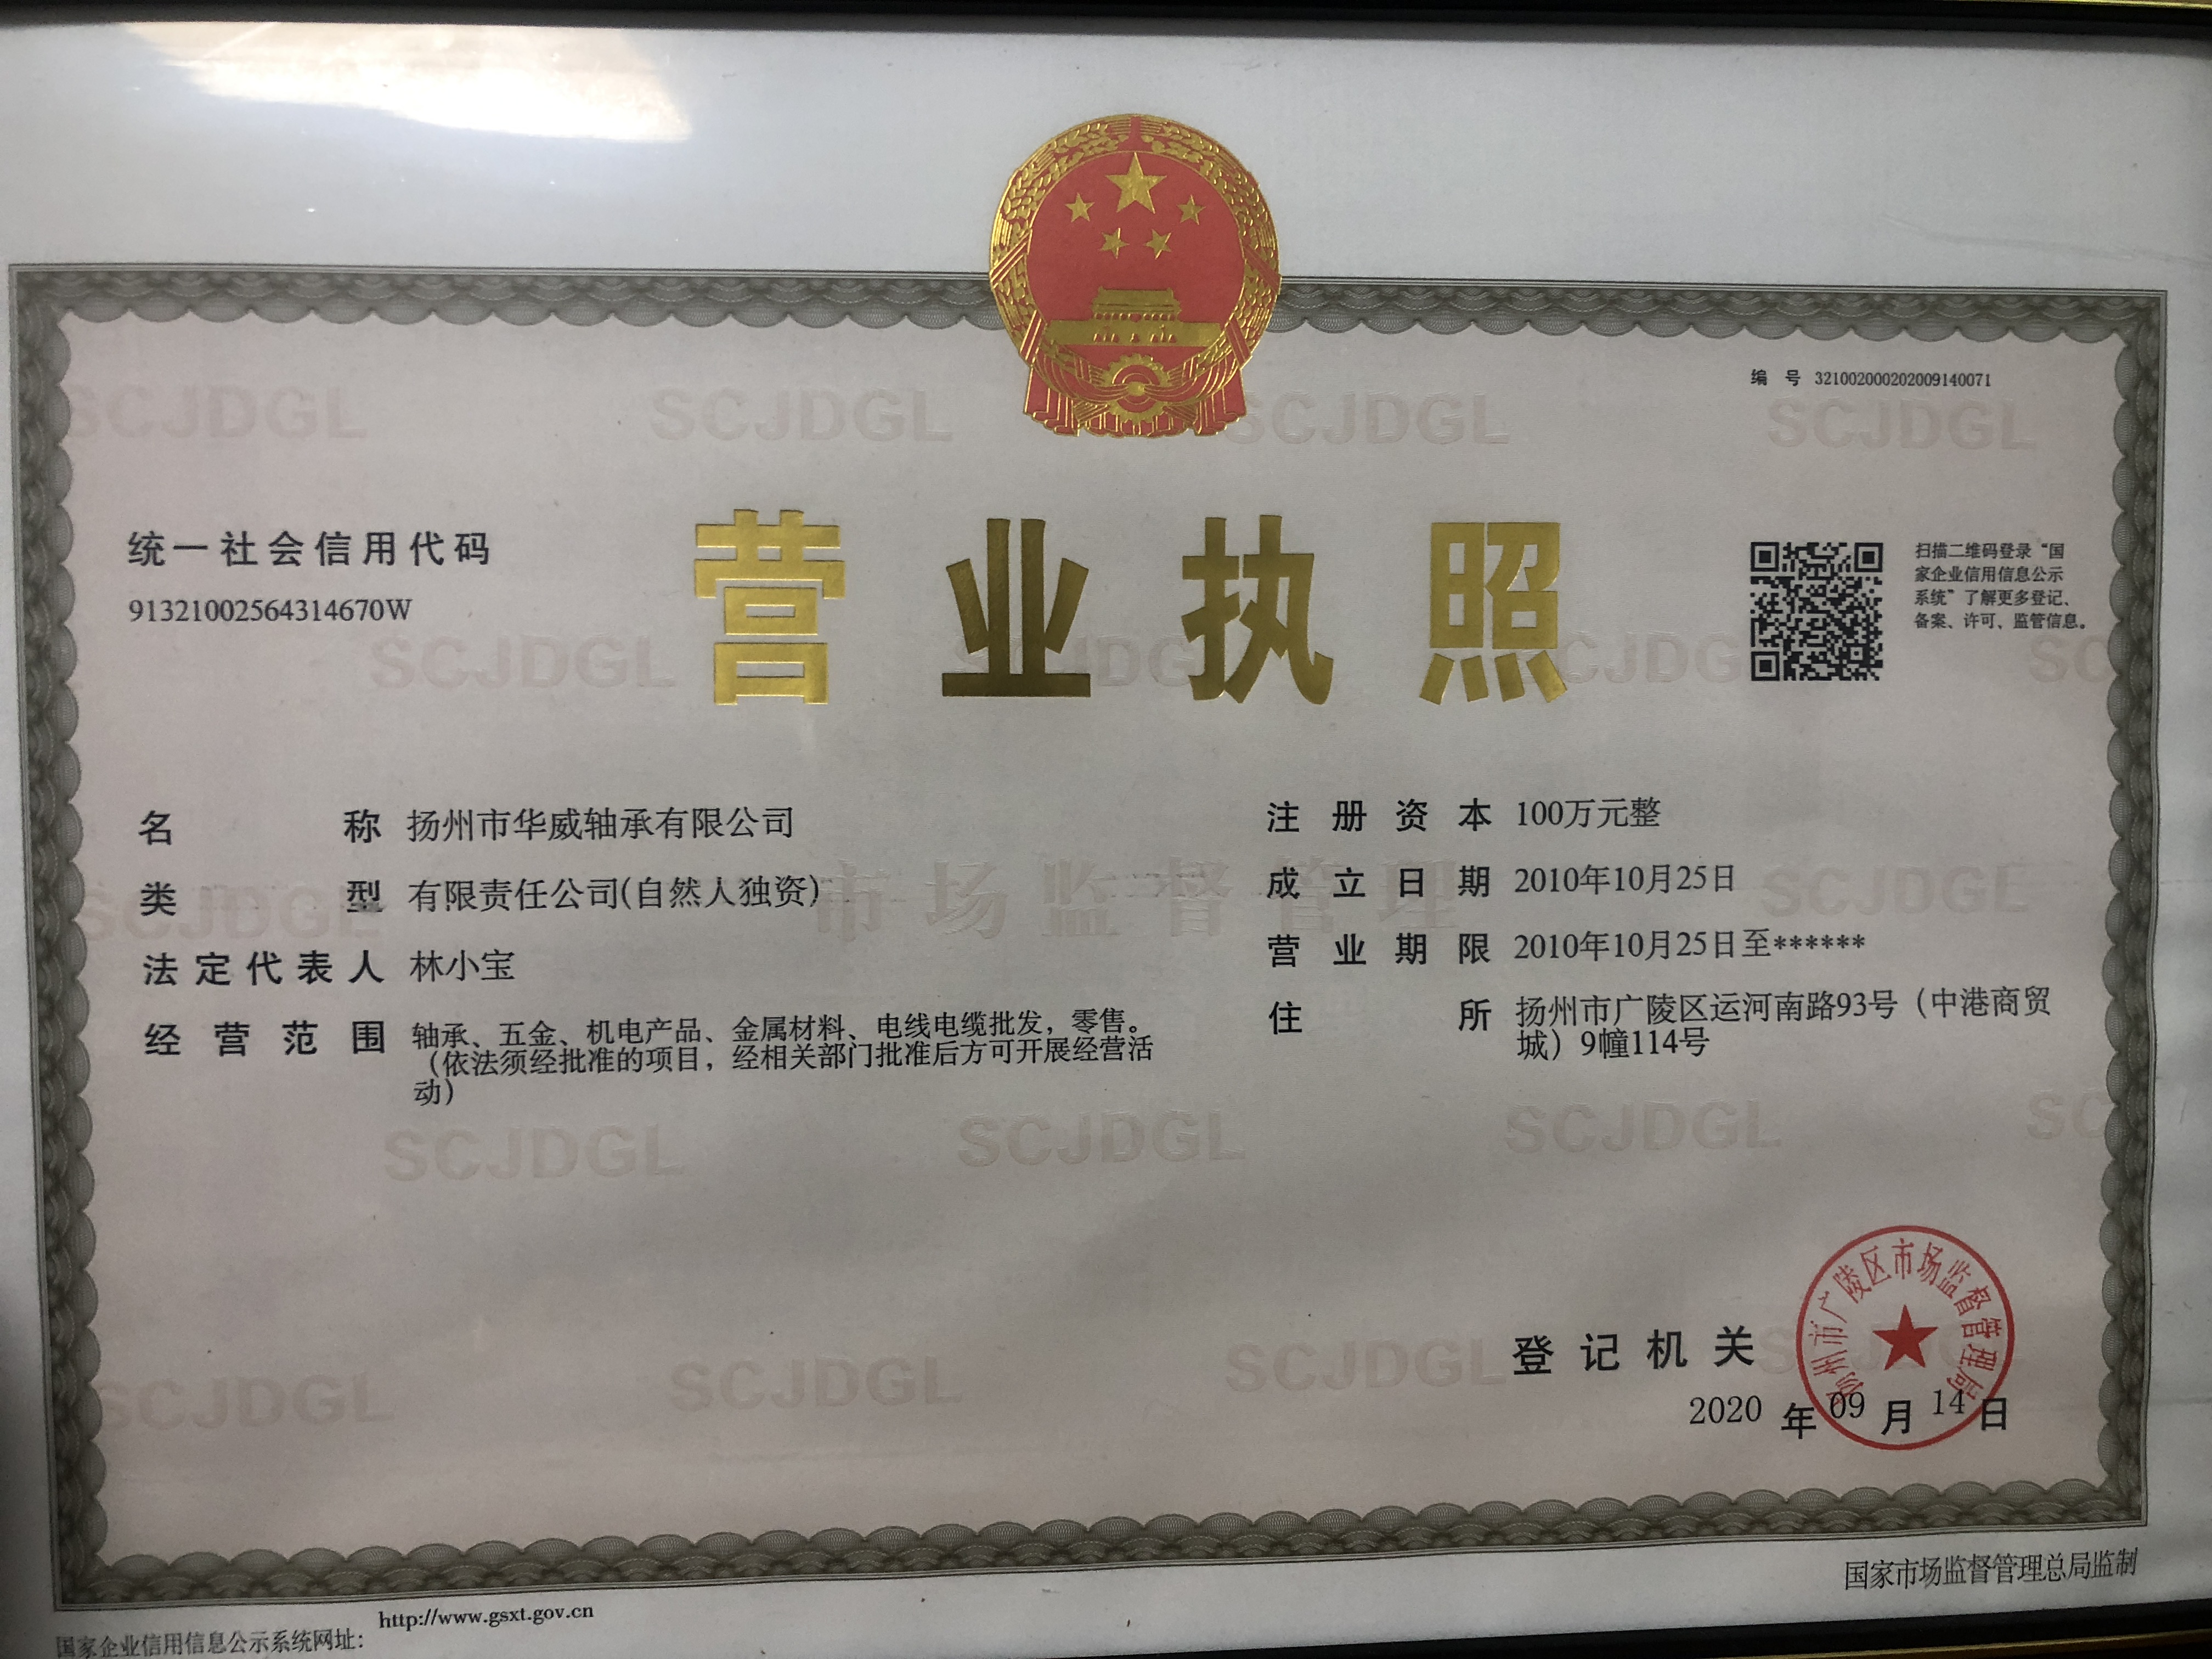 编 号 321002000202009140071
统一社会信用代码
91321002564314670W
营业执照
扫描二维码登录“国
家企业信用信息公示
系统”了解更多登记、
备案、许可、监管信息。
名称 扬州市华威轴承有限公司
类型 有限责任公司(自然人独资)
法定代表人 林小宝
经营范围 轴承、五金、机电产品、金属材料、电线电缆批发，零售。
（依法须经批准的项目，经相关部门批准后方可开展经营活
动）
注册资本 100万元整
成立日期 2010年10月25日
营业期限 2010年10月25日至******
住所 扬州市广陵区运河南路93号（中港商贸
城）9幢114号
SCJDGL
市场监督管理
登记机关
扬州市广陵区市场监督管理局
2020 年 09 月 14 日
国家市场监督管理总局监制
http://www.gsxt.gov.cn
国家企业信用信息公示系统网址：